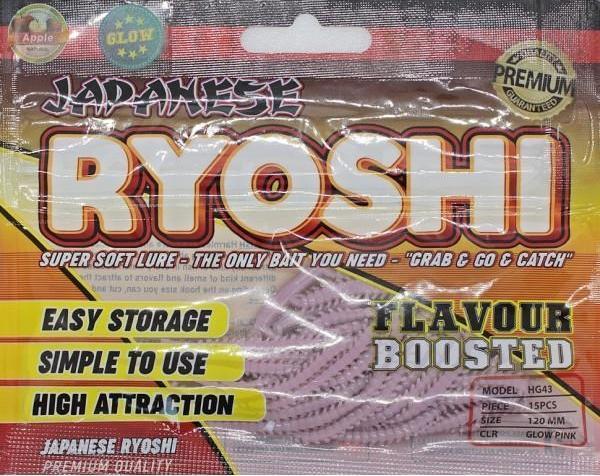 Apple
NATURAL
GLOW
PREMIUM
GUARANTEED
JAPANESE
RYOSHI
SUPER SOFT LURE - THE ONLY BAIT YOU NEED - "GRAB & GO & CATCH"
EASY STORAGE
SIMPLE TO USE
HIGH ATTRACTION
FLAVOUR
BOOSTED
MODEL HG43
PIECE 15PCS
SIZE 120 MM
CLR GLOW PINK
JAPANESE RYOSHI
PREMIUM QUALITY